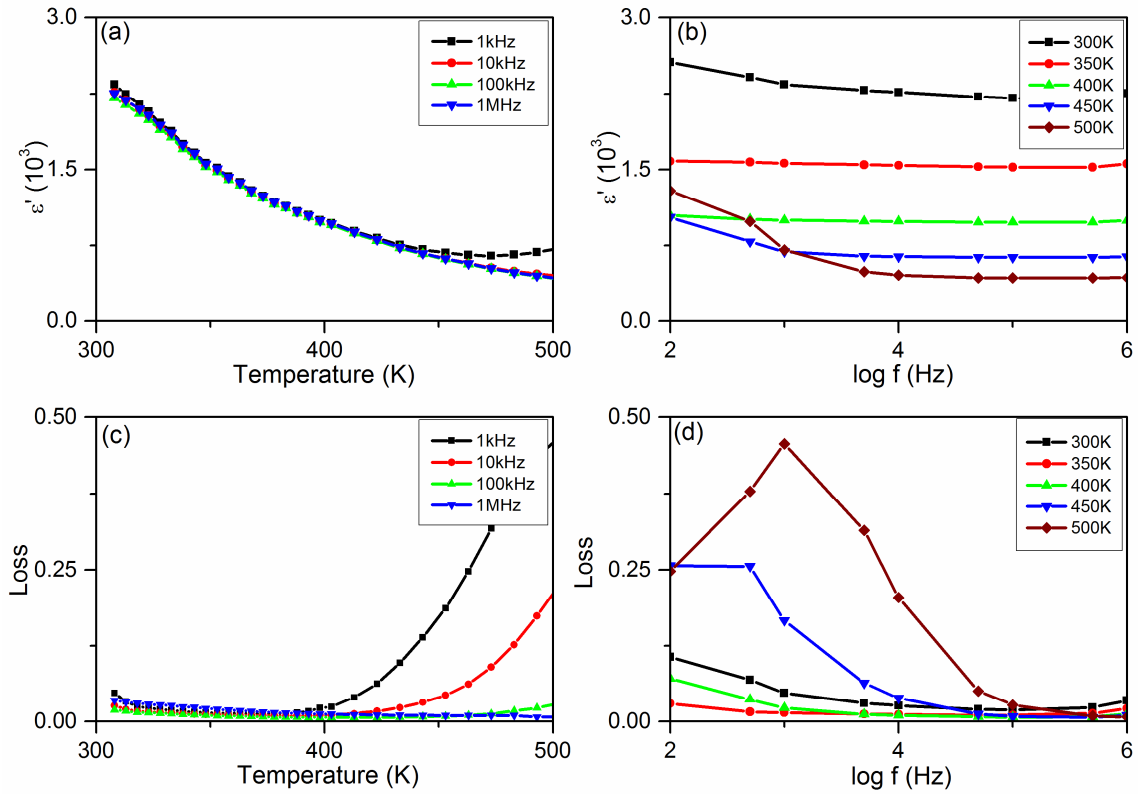 (a)
3.0
1.5
0.0
ε' (10³)
1kHz
10kHz
100kHz
1MHz
300
400
500
Temperature (K)
(b)
3.0
1.5
0.0
ε' (10³)
300K
350K
400K
450K
500K
2
4
6
log f (Hz)
(c)
0.50
0.25
0.00
Loss
1kHz
10kHz
100kHz
1MHz
300
400
500
Temperature (K)
(d)
0.50
0.25
0.00
Loss
300K
350K
400K
450K
500K
2
4
6
log f (Hz)